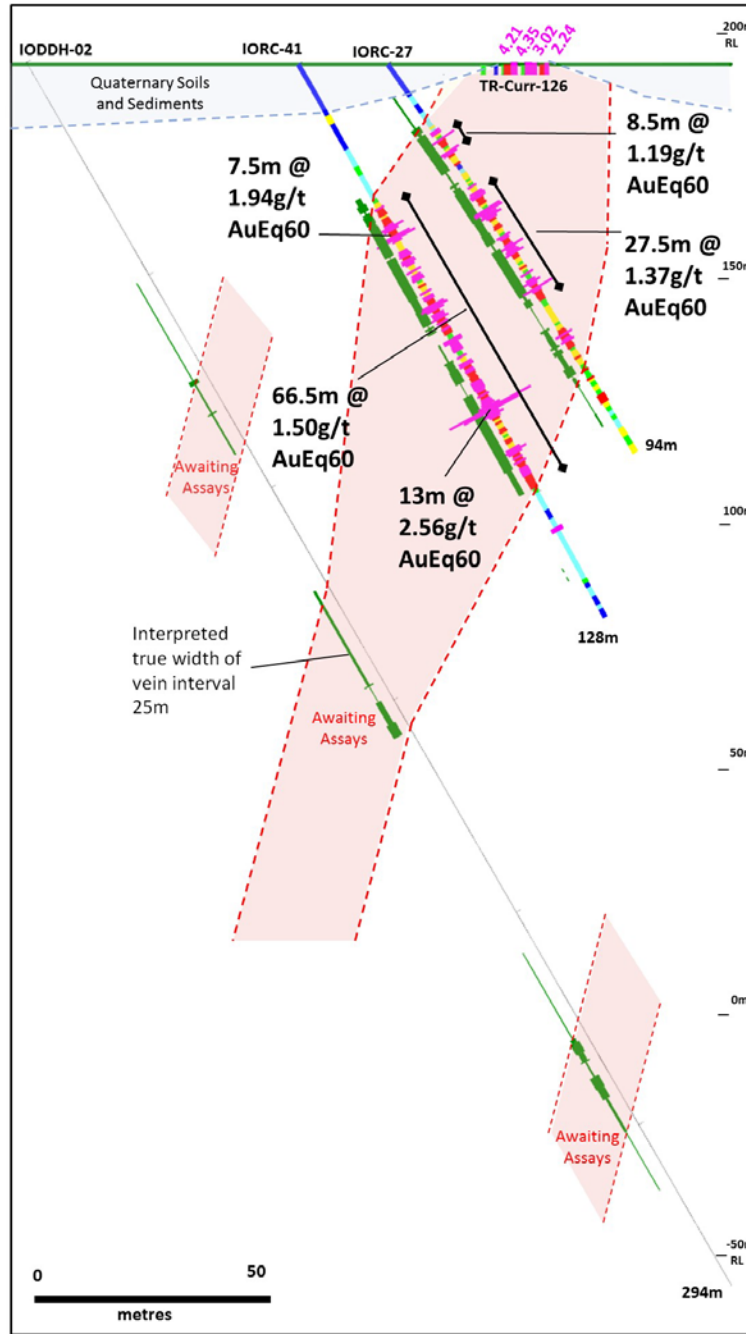 200m
RL
IODDH-02
IORC-41
IORC-27
4.21
4.35
3.02
2.24
TR-Curr-126
Quaternary Soils
and Sediments
8.5m @
1.19g/t
AuEq60
7.5m @
1.94g/t
AuEq60
27.5m @
1.37g/t
AuEq60
150m
66.5m @
1.50g/t
AuEq60
94m
Awaiting
Assays
13m @
2.56g/t
AuEq60
100m
128m
Interpreted
true width of
vein interval
25m
Awaiting
Assays
50m
0m
Awaiting
Assays
-50m
RL
0
50
metres
294m